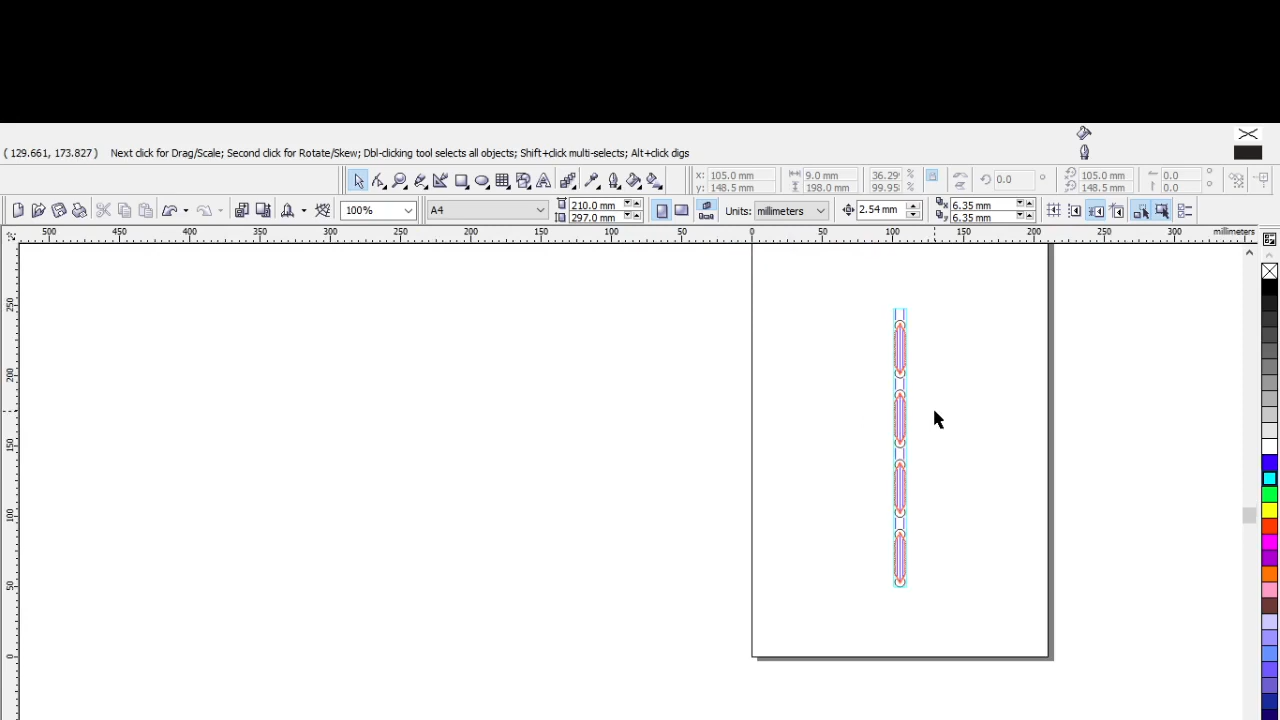 ( 129.661, 173.827 ) Next click for Drag/Scale; Second click for Rotate/Skew; Dbl-clicking tool selects all objects; Shift+click multi-selects; Alt+click digs
x: 105.0 mm 9.0 mm 36.29 % 0.0 ° 105.0 mm 0.0 °
y: 148.5 mm 198.0 mm 99.95 % 148.5 mm 0.0 °
100% A4 210.0 mm Units: millimeters 2.54 mm 6.35 mm
297.0 mm 6.35 mm
500 450 400 350 300 250 200 150 100 50 0 50 100 150 200 250 300 millimeters
250
200
150
100
50
0